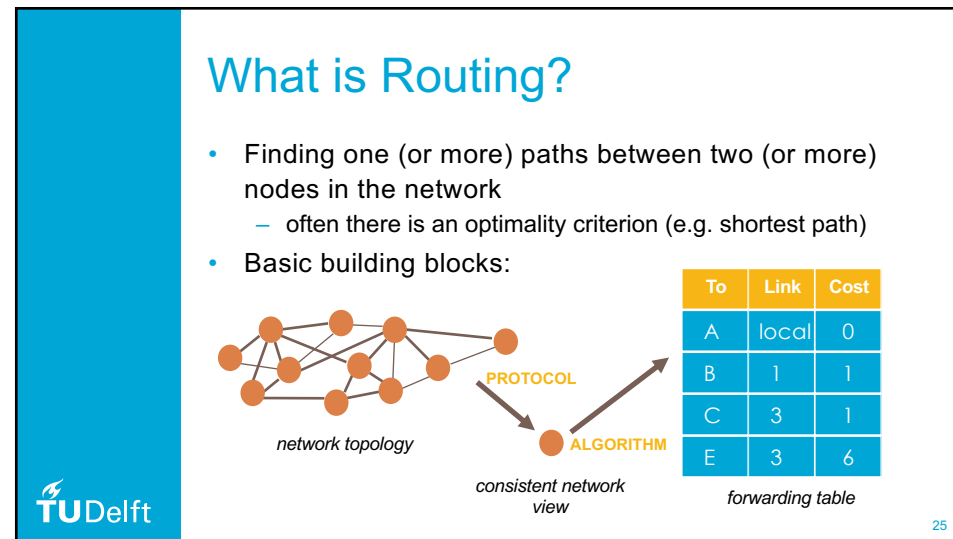 What is Routing?
• Finding one (or more) paths between two (or more)
nodes in the network
– often there is an optimality criterion (e.g. shortest path)
• Basic building blocks:
To Link Cost
A local 0
B 1 1
C 3 1
E 3 6
PROTOCOL
ALGORITHM
network topology
consistent network
view
forwarding table
TUDelft
25